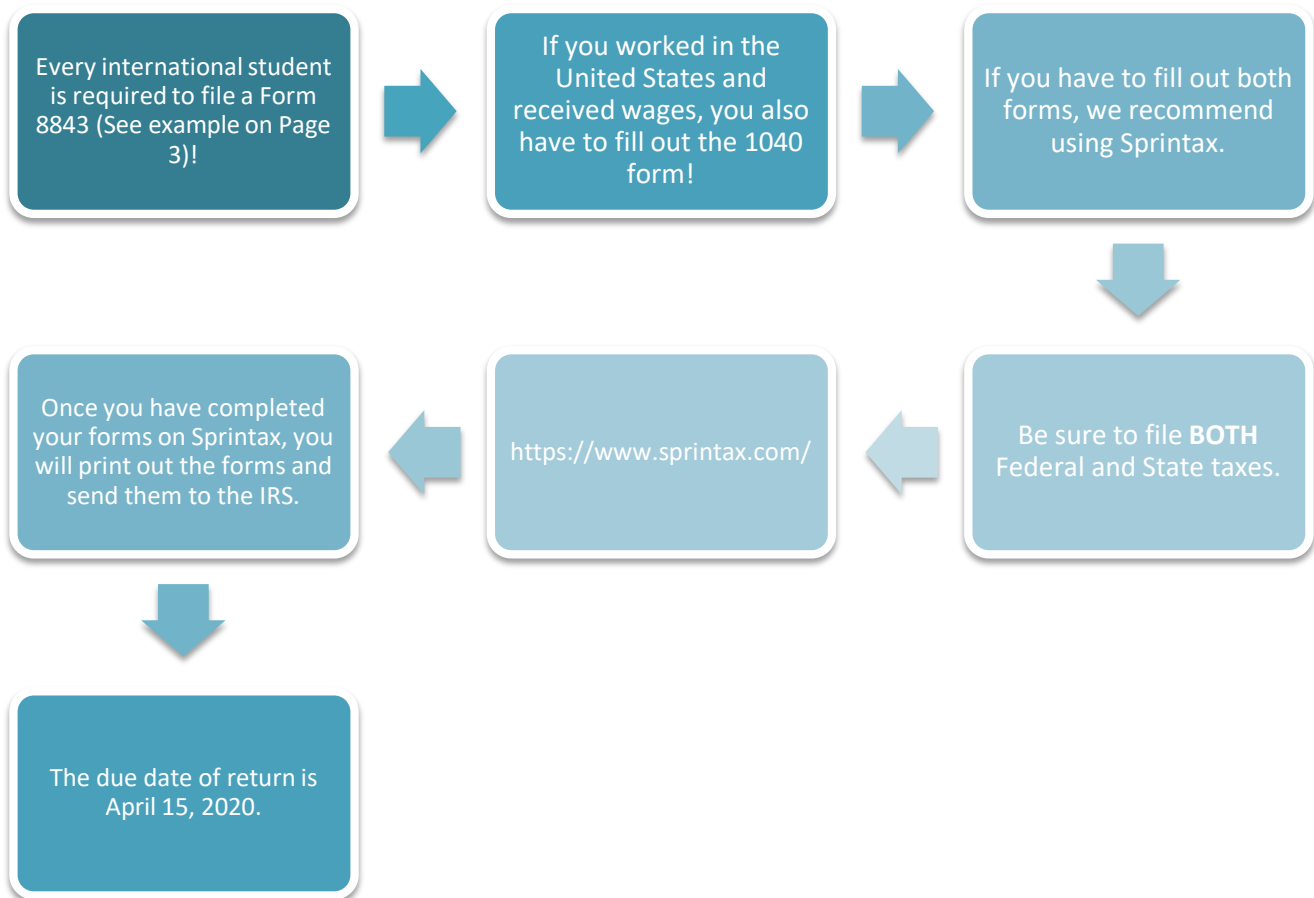 Every international student
is required to file a Form
8843 (See example on Page
3)!
If you worked in the
United States and
received wages, you also
have to fill out the 1040
form!
If you have to fill out both
forms, we recommend
using Sprintax.
Be sure to file BOTH
Federal and State taxes.
https://www.sprintax.com/
Once you have completed
your forms on Sprintax, you
will print out the forms and
send them to the IRS.
The due date of return is
April 15, 2020.